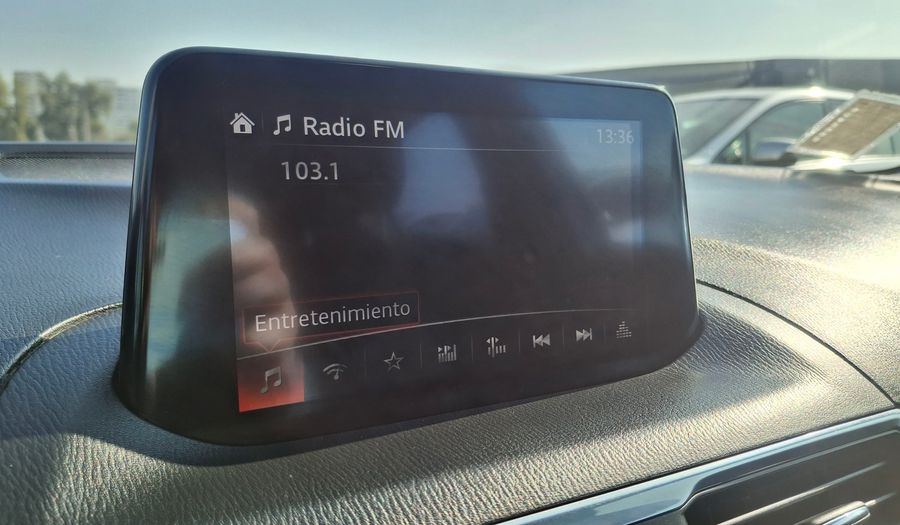 Radio FM 13:36
103.1
Entretenimiento